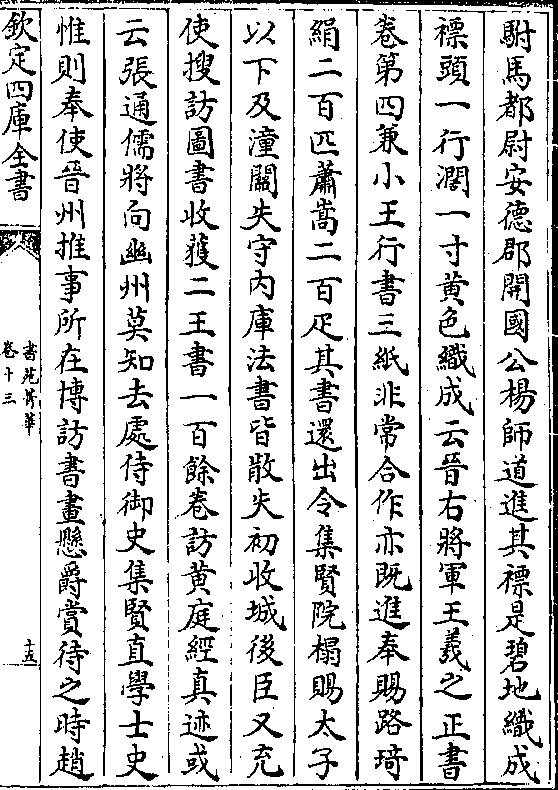 駙馬都尉安德郡開國公楊師道進其褾是碧地織成
褾頭一行濶一寸黄色織成云晉右將軍王羲之正書
卷第四兼小王行書三紙非常合作亦既進奉賜路琦
絹二百匹蕭嵩二百疋其書還出令集賢院榻賜太子
以下及潼闗失守内庫法書皆散失初收城後臣又充
使搜訪圖書收獲二王書一百餘卷訪黄庭經真迹或
云張通儒將向幽州莫知去處侍御史集賢直學士史
惟則奉使晉州推事所在博訪書畫懸爵賞待之時趙
欽定四庫全書
書苑菁華
卷十三
十五